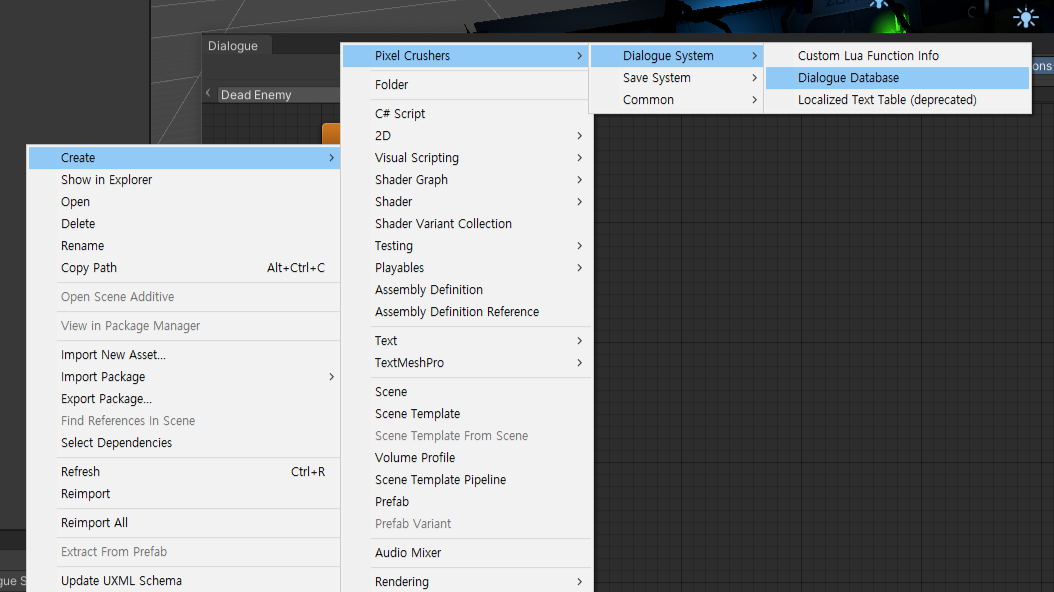 Dialogue
Dead Enemy
ons
Create
Show in Explorer
Open
Delete
Rename
Copy Path Alt+Ctrl+C
Open Scene Additive
View in Package Manager
Import New Asset...
Import Package
Export Package...
Find References In Scene
Select Dependencies
Refresh Ctrl+R
Reimport
Reimport All
Extract From Prefab
Update UXML Schema
gue S
Pixel Crushers
Folder
C# Script
2D
Visual Scripting
Shader Graph
Shader
Shader Variant Collection
Testing
Playables
Assembly Definition
Assembly Definition Reference
Text
TextMeshPro
Scene
Scene Template
Scene Template From Scene
Volume Profile
Scene Template Pipeline
Prefab
Prefab Variant
Audio Mixer
Rendering
Dialogue System
Save System
Common
Custom Lua Function Info
Dialogue Database
Localized Text Table (deprecated)